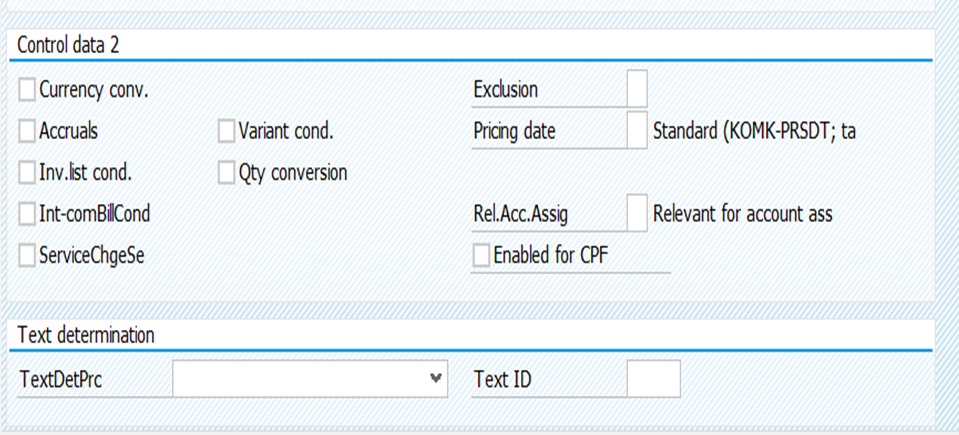 Control data 2
Currency conv. Exclusion
Accruals Variant cond. Pricing date Standard (KOMK-PRSDT; ta
Inv.list cond. Qty conversion
Int-comBillCond Rel.Acc.Assig Relevant for account ass
ServiceChgeSe Enabled for CPF
Text determination
TextDetPrc Text ID